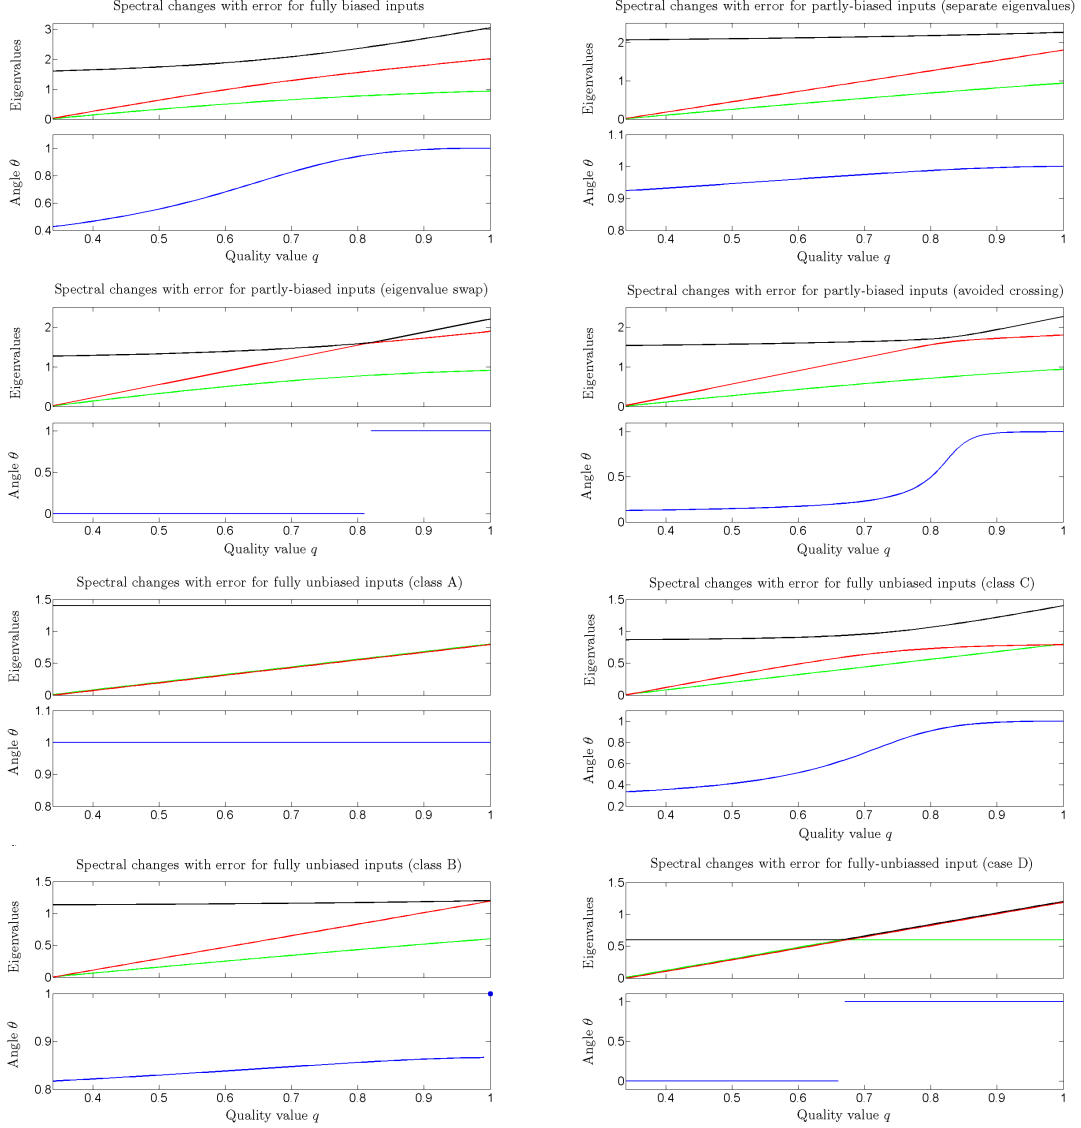 Spectral changes with error for fully biased inputs
Eigenvalues
3
2
1
0
Angle θ
1
0.8
0.6
0.4
0.4 0.5 0.6 0.7 0.8 0.9 1
Quality value q
Spectral changes with error for partly-biased inputs (separate eigenvalues)
Eigenvalues
2
1
0
Angle θ
1.1
1
0.9
0.8
0.4 0.5 0.6 0.7 0.8 0.9 1
Quality value q
Spectral changes with error for partly-biased inputs (eigenvalue swap)
Eigenvalues
2
1
0
Angle θ
1
0.5
0
0.4 0.5 0.6 0.7 0.8 0.9 1
Quality value q
Spectral changes with error for partly-biased inputs (avoided crossing)
Eigenvalues
2
1
0
Angle θ
1
0.5
0
0.4 0.5 0.6 0.7 0.8 0.9 1
Quality value q
Spectral changes with error for fully unbiased inputs (class A)
Eigenvalues
1.5
1
0.5
0
Angle θ
1.1
1
0.9
0.8
0.4 0.5 0.6 0.7 0.8 0.9 1
Spectral changes with error for fully unbiased inputs (class C)
Eigenvalues
1.5
1
0.5
0
Angle θ
1
0.8
0.6
0.4
0.2
0.4 0.5 0.6 0.7 0.8 0.9 1
Quality value q
Spectral changes with error for fully unbiased inputs (class B)
Eigenvalues
1.5
1
0.5
0
Angle θ
1
0.9
0.8
0.4 0.5 0.6 0.7 0.8 0.9 1
Quality value q
Spectral changes with error for fully-unbiassed input (case D)
Eigenvalues
1.5
1
0.5
0
Angle θ
1
0.5
0
0.4 0.5 0.6 0.7 0.8 0.9 1
Quality value q